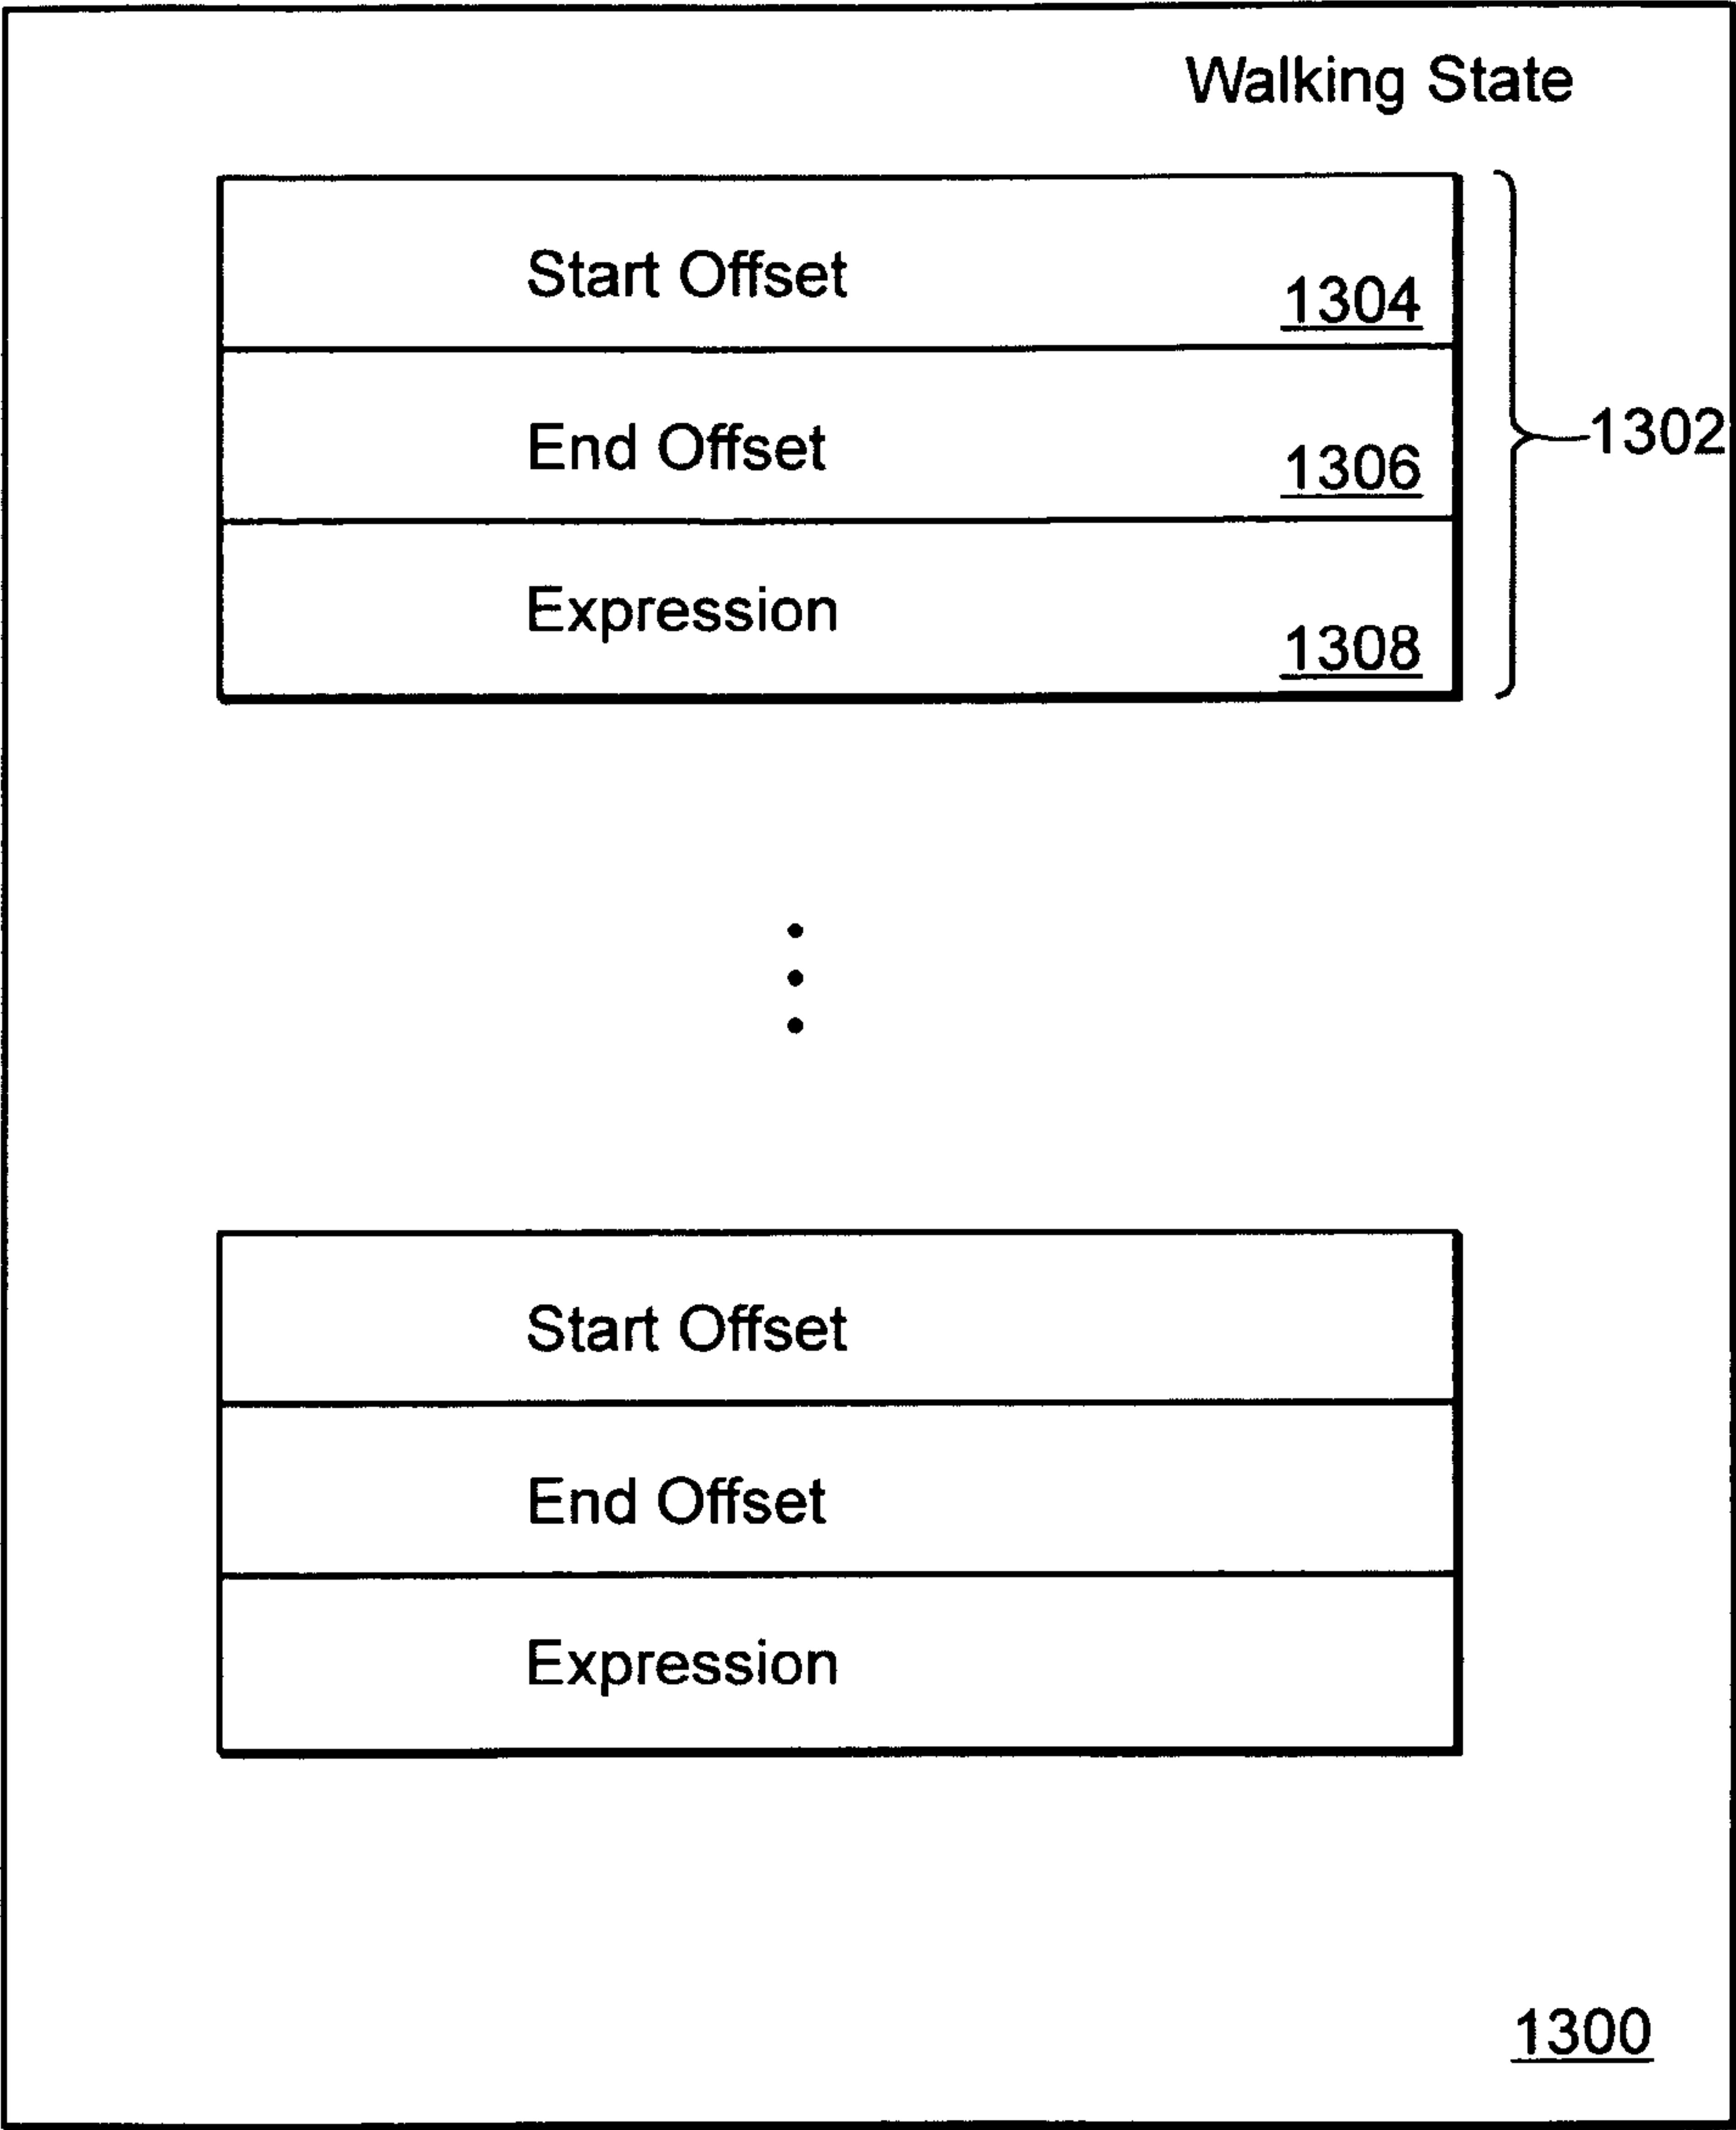 Walking State
Start Offset
1304
End Offset
1306
1302
Expression
1308
Start Offset
End Offset
Expression
1300